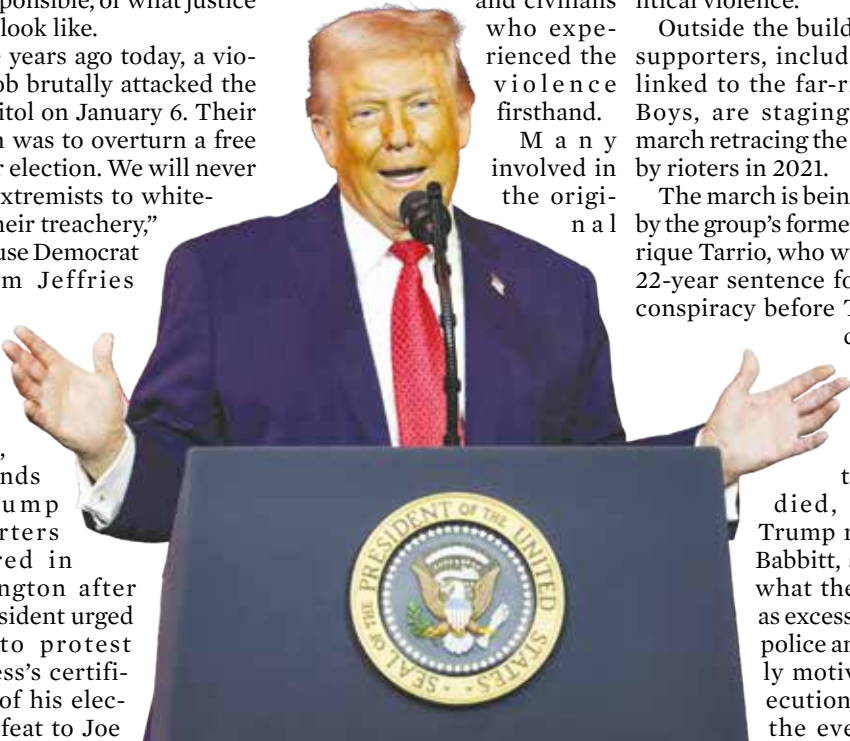 ponsible, or what justice
look like.
e years ago today, a vio-
ob brutally attacked the
itol on January 6. Their
n was to overturn a free
r election. We will never
xtremists to white-
heir treachery,”
use Democrat
m Jeffries
,
nds
ump
rters
red in
ngton after
sident urged
to protest
ess’s certifi-
of his elec-
feat to Joe
and civilians
who expe-
rienced the
violence
firsthand.
Many
involved in
the origi-
nal
itical violence.
Outside the build
supporters, includ
linked to the far-ri
Boys, are staging
march retracing the
by rioters in 2021.
The march is bein
by the group’s forme
rique Tarrio, who w
22-year sentence fo
conspiracy before T
c
t
died,
Trump r
Babbitt, a
what the
as excess
police an
ly motiv
ecution
the eve
SEAL OF THE PRESIDENT OF THE UNITED STATES